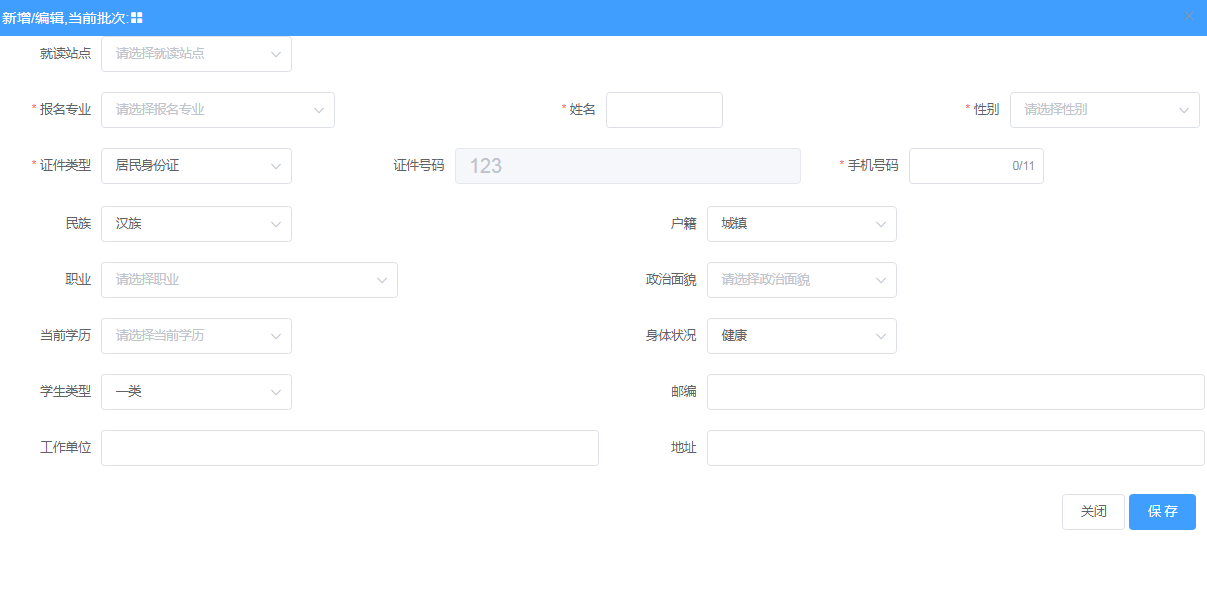 新增/编辑,当前批次:
就读站点 请选择就读站点
* 报名专业 请选择报名专业 * 姓名 * 性别 请选择性别
* 证件类型 居民身份证 证件号码 123 * 手机号码 0/11
民族 汉族 户籍 城镇
职业 请选择职业 政治面貌 请选择政治面貌
当前学历 请选择当前学历 身体状况 健康
学生类型 一类 邮编
工作单位 地址
关闭 保存